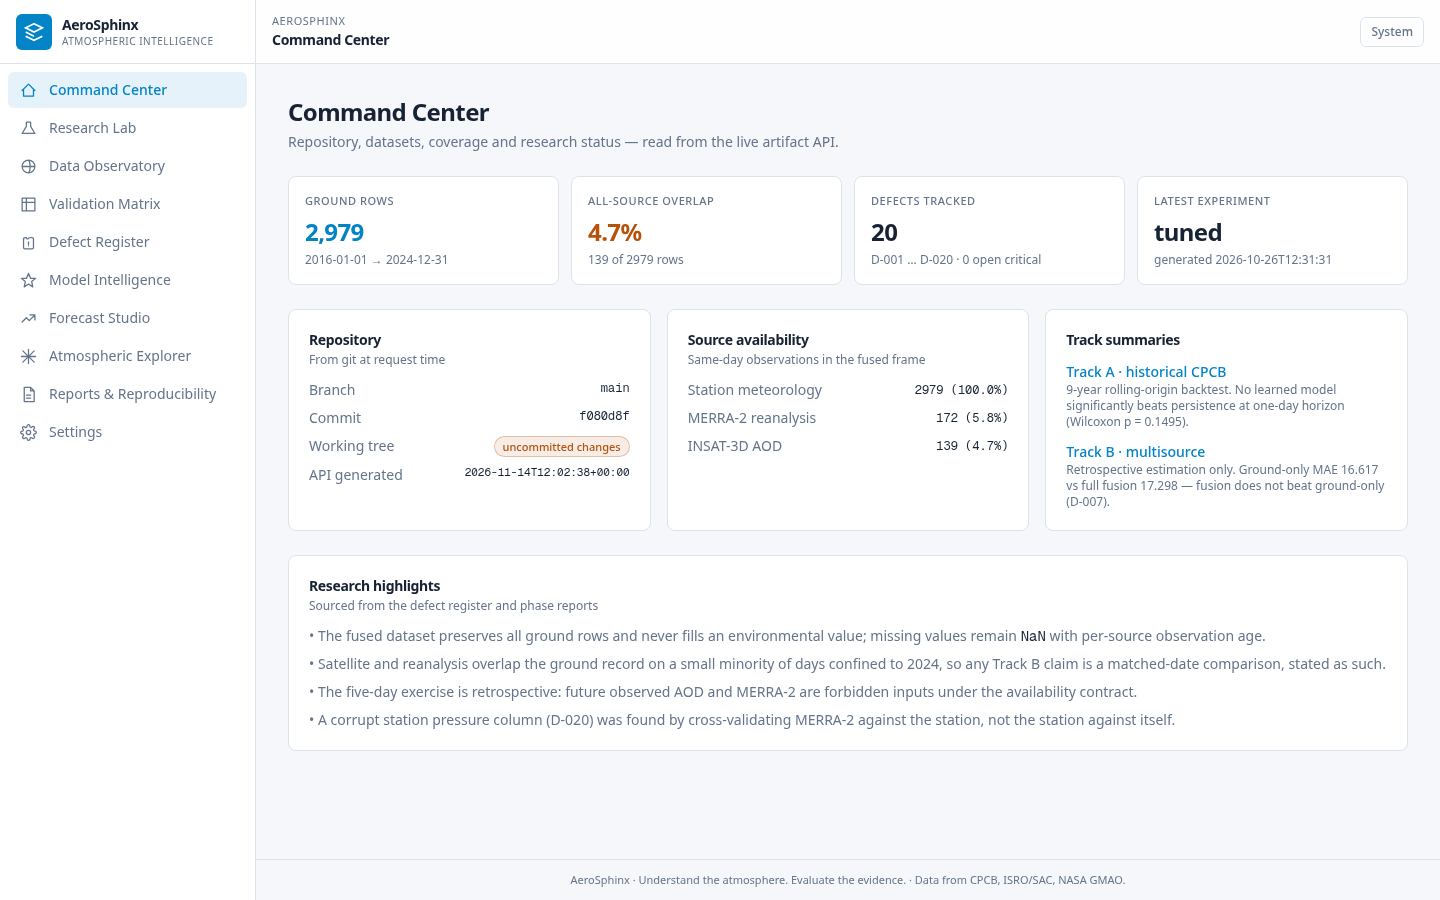 AeroSphinx
ATMOSPHERIC INTELLIGENCE
Command Center
Research Lab
Data Observatory
Validation Matrix
Defect Register
Model Intelligence
Forecast Studio
Atmospheric Explorer
Reports & Reproducibility
Settings
AEROSPHINX
Command Center
System
Command Center
Repository, datasets, coverage and research status — read from the live artifact API.
GROUND ROWS
2,979
2016-01-01 → 2024-12-31
ALL-SOURCE OVERLAP
4.7%
139 of 2979 rows
DEFECTS TRACKED
20
D-001 … D-020 · 0 open critical
LATEST EXPERIMENT
tuned
generated 2026-10-26T12:31:31
Repository
From git at request time
Branch main
Commit f080d8f
Working tree uncommitted changes
API generated 2026-11-14T12:02:38+00:00
Source availability
Same-day observations in the fused frame
Station meteorology 2979 (100.0%)
MERRA-2 reanalysis 172 (5.8%)
INSAT-3D AOD 139 (4.7%)
Track summaries
Track A · historical CPCB
9-year rolling-origin backtest. No learned model
significantly beats persistence at one-day horizon
(Wilcoxon p = 0.1495).
Track B · multisource
Retrospective estimation only. Ground-only MAE 16.617
vs full fusion 17.298 — fusion does not beat ground-only
(D-007).
Research highlights
Sourced from the defect register and phase reports
• The fused dataset preserves all ground rows and never fills an environmental value; missing values remain NaN with per-source observation age.
• Satellite and reanalysis overlap the ground record on a small minority of days confined to 2024, so any Track B claim is a matched-date comparison, stated as such.
• The five-day exercise is retrospective: future observed AOD and MERRA-2 are forbidden inputs under the availability contract.
• A corrupt station pressure column (D-020) was found by cross-validating MERRA-2 against the station, not the station against itself.
AeroSphinx · Understand the atmosphere. Evaluate the evidence. · Data from CPCB, ISRO/SAC, NASA GMAO.